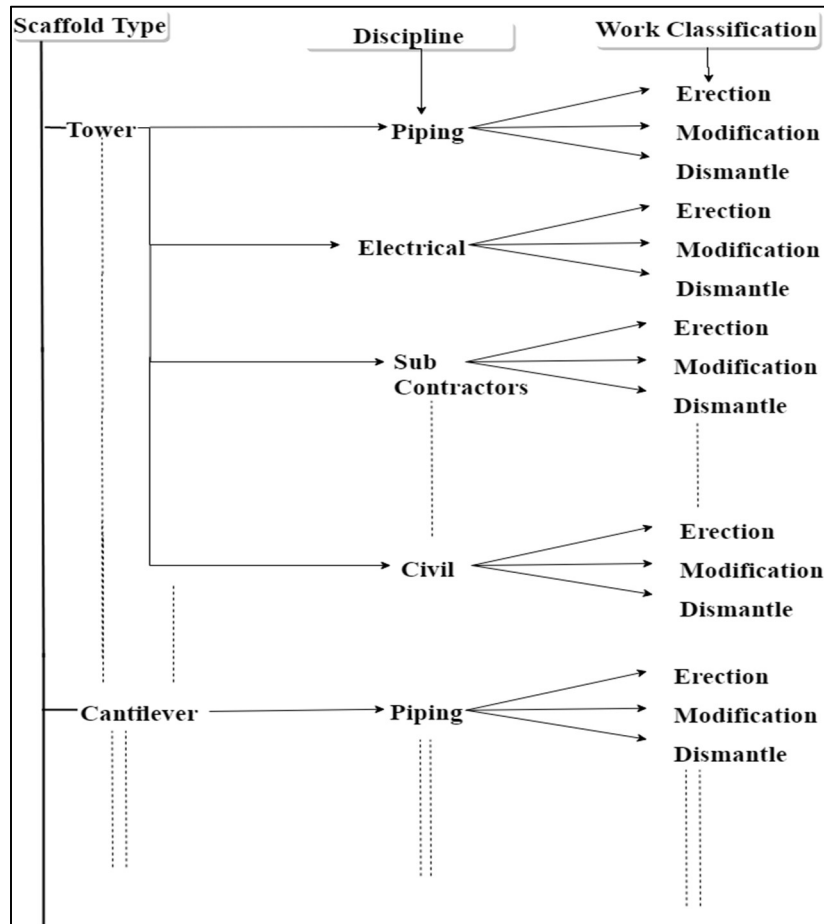 Scaffold Type
Discipline
Work Classification
Tower
Piping
Erection
Modification
Dismantle
Electrical
Erection
Modification
Dismantle
Sub
Contractors
Erection
Modification
Dismantle
Civil
Erection
Modification
Dismantle
Cantilever
Piping
Erection
Modification
Dismantle